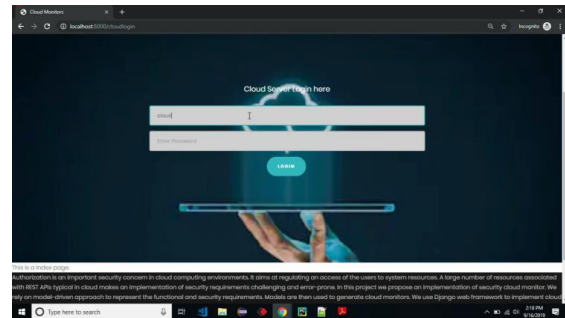 Cloud Monitors
localhost:8000/cloudlogin
Incognito
Cloud Server Login here
cloud
Enter Password
LOGIN
This is a Index page
Authorization is an important security concern in cloud computing environments. It aims at regulating an access of the users to system resources. A large number of resources associated
with REST APIs typical in cloud makes an implementation of security requirements challenging and error-prone. In this project we propose an implementation of security cloud monitor. We
rely on model-driven approach to represent the functional and security requirements. Models are then used to generate cloud monitors. We use Django web framework to implement cloud
Type here to search
2:18 PM
9/16/2019